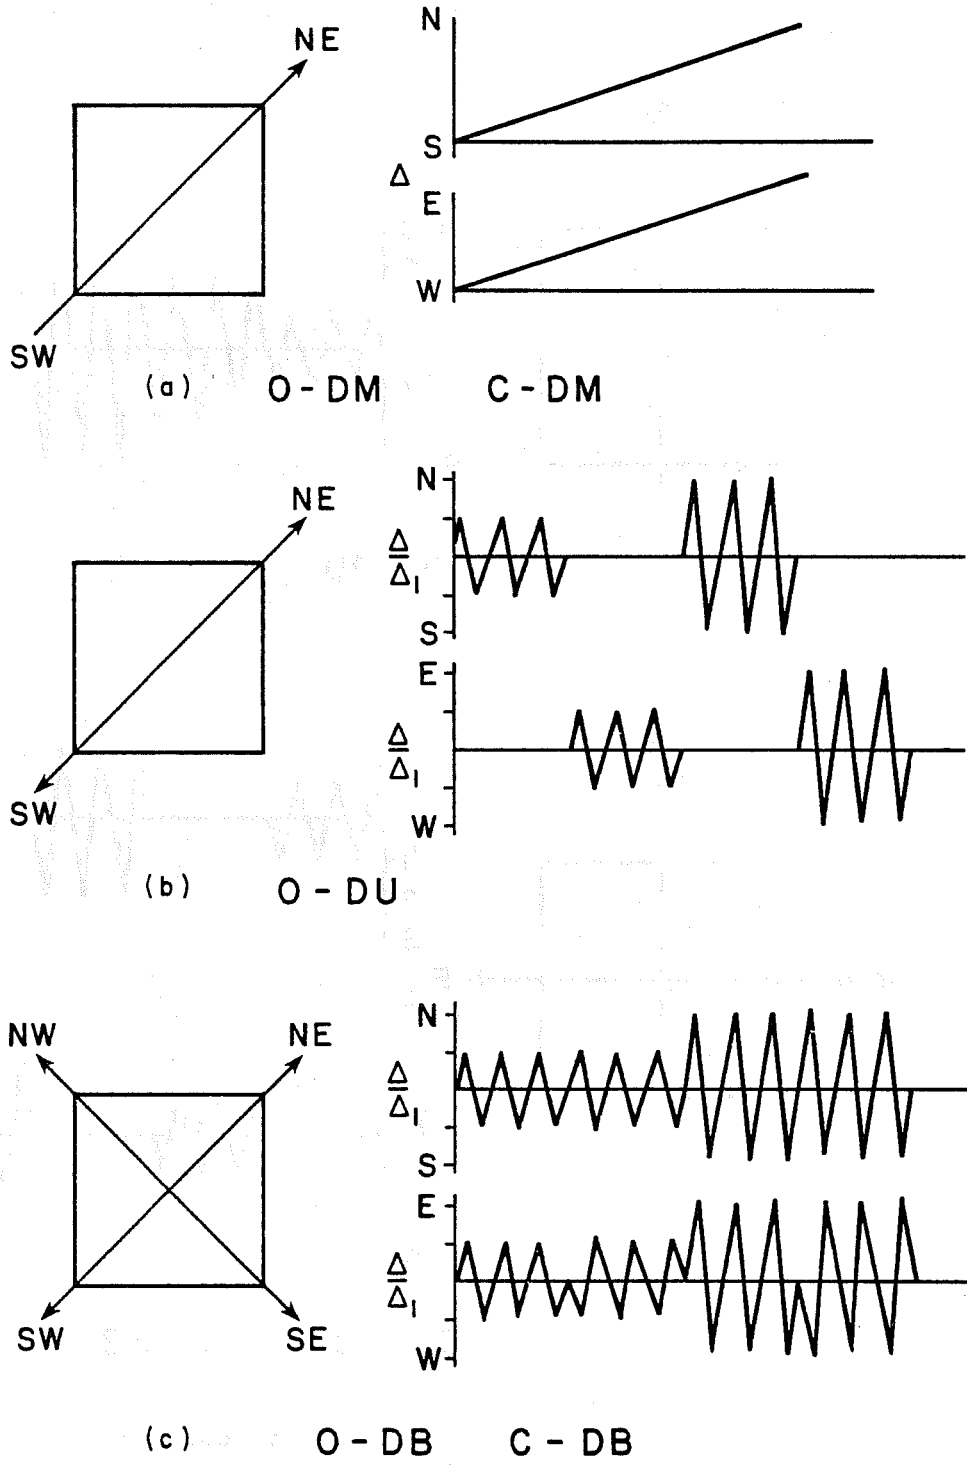 NE
SW
N
S
Δ
E
W
(a) O - DM C - DM
NE
SW
N
Δ/Δ₁
S
E
Δ/Δ₁
W
(b) O - DU
NW NE
SW SE
N
Δ/Δ₁
S
E
Δ/Δ₁
W
(c) O - DB C - DB